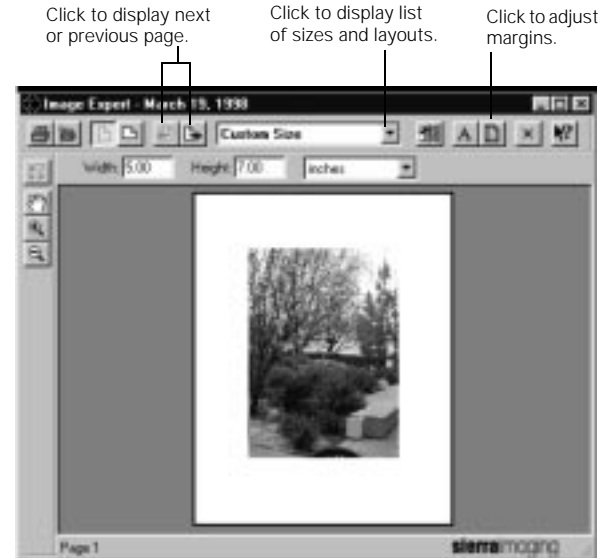 Click to display next
or previous page.
Click to display list
of sizes and layouts.
Click to adjust
margins.
Image Expert - March 19, 1998
Custom Size
A
Width: 5.00 Height: 7.00 inches
Page 1
sierraimaging